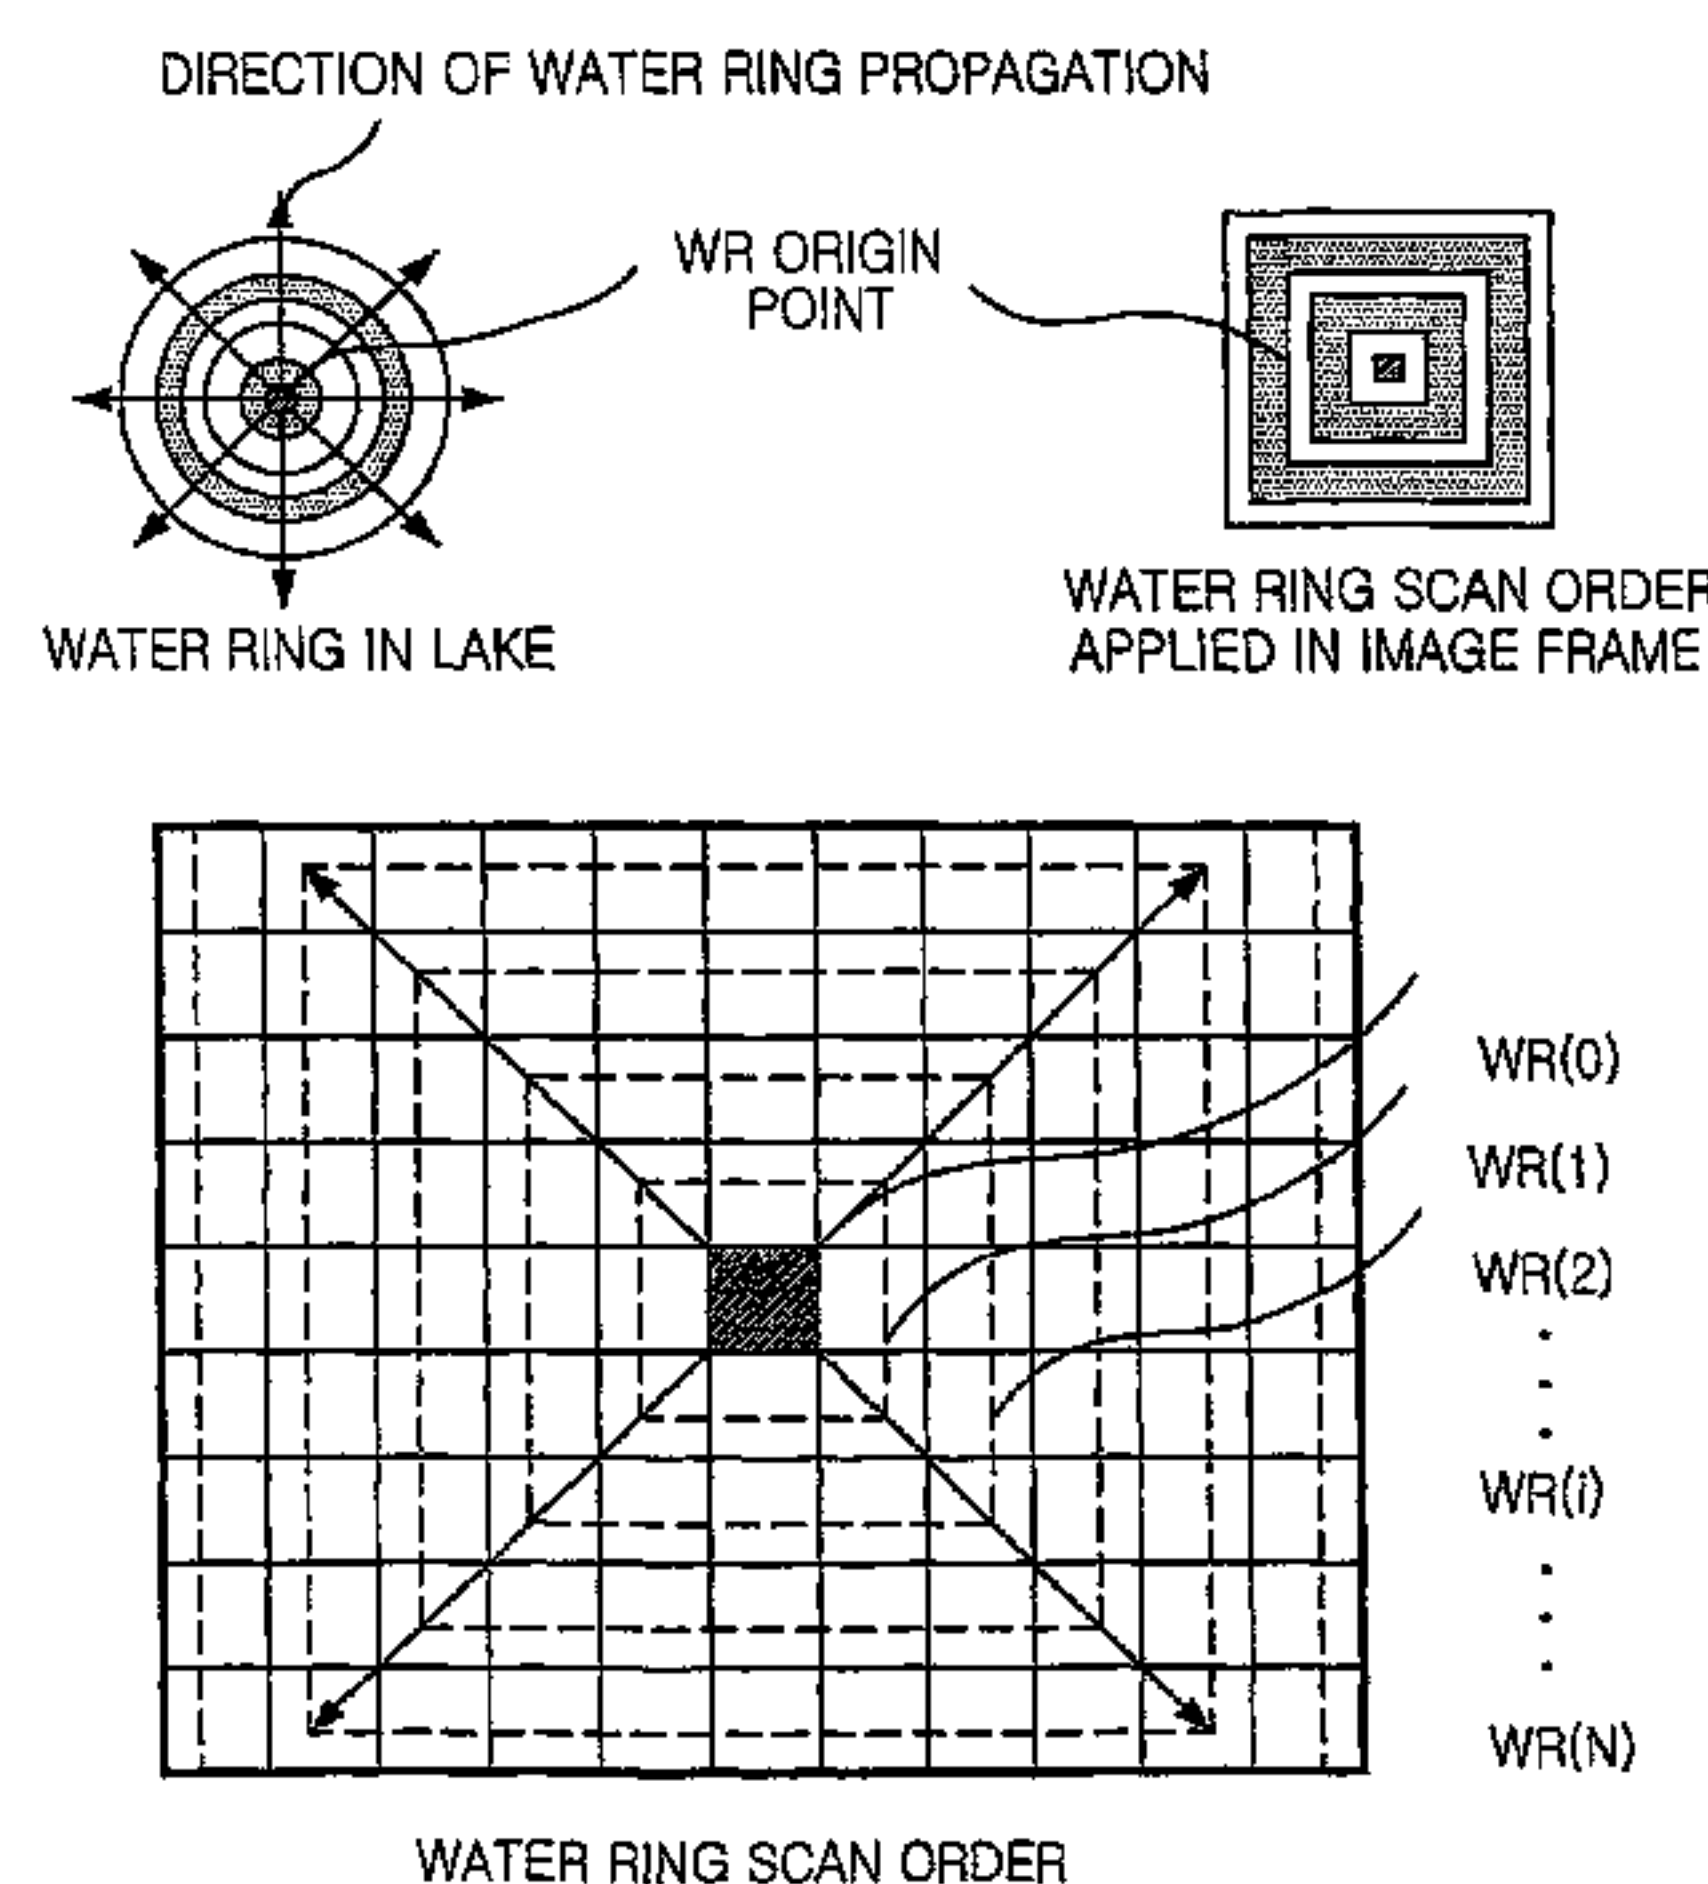 DIRECTION OF WATER RING PROPAGATION
WR ORIGIN
POINT
WATER RING IN LAKE
WATER RING SCAN ORDER
APPLIED IN IMAGE FRAME
WR(0)
WR(1)
WR(2)
WR(i)
WR(N)
WATER RING SCAN ORDER